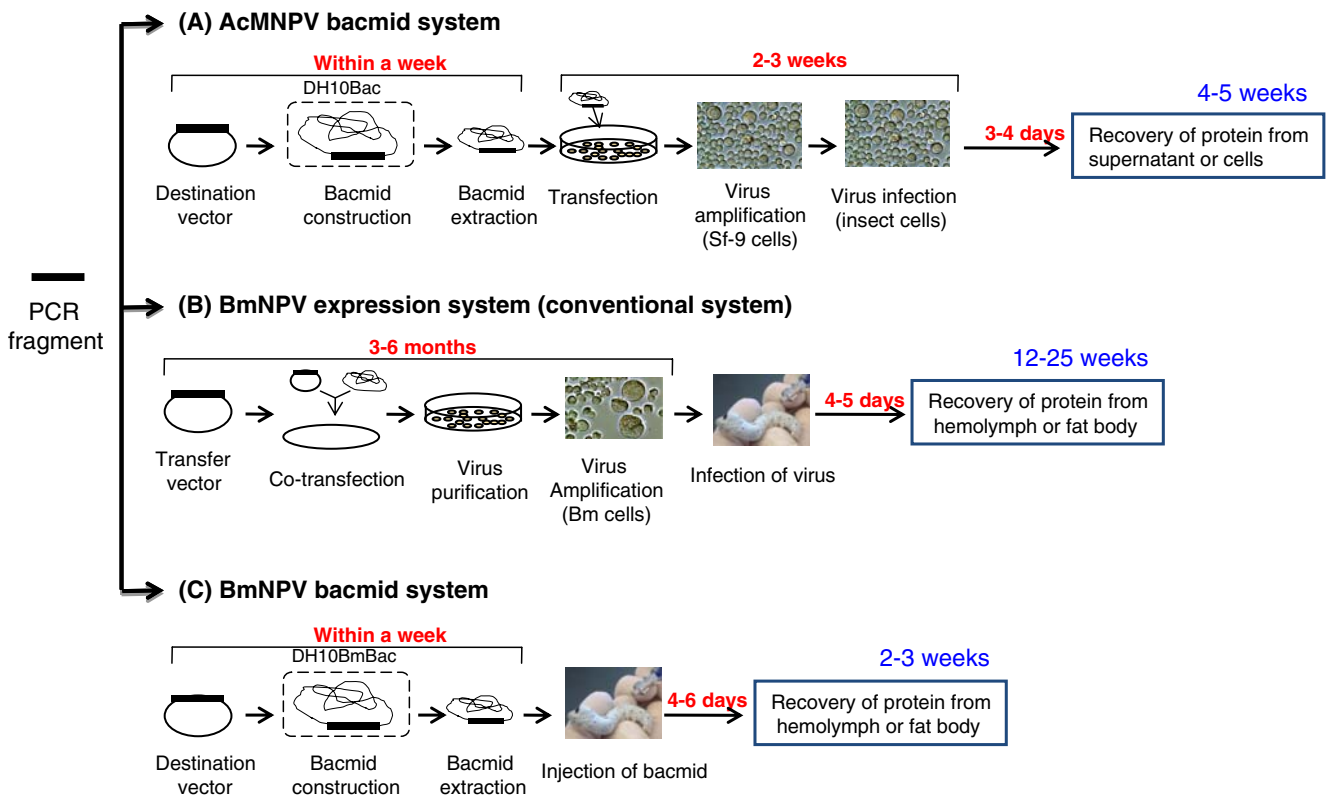 (A) AcMNPV bacmid system
Within a week
DH10Bac
2-3 weeks
4-5 weeks
3-4 days
Recovery of protein from
supernatant or cells
Destination
vector
Bacmid
construction
Bacmid
extraction
Transfection
Virus
amplification
(Sf-9 cells)
Virus infection
(insect cells)
PCR
fragment
(B) BmNPV expression system (conventional system)
3-6 months
12-25 weeks
4-5 days
Recovery of protein from
hemolymph or fat body
Transfer
vector
Co-transfection
Virus
purification
Virus
Amplification
(Bm cells)
Infection of virus
(C) BmNPV bacmid system
Within a week
DH10BmBac
2-3 weeks
4-6 days
Recovery of protein from
hemolymph or fat body
Destination
vector
Bacmid
construction
Bacmid
extraction
Injection of bacmid